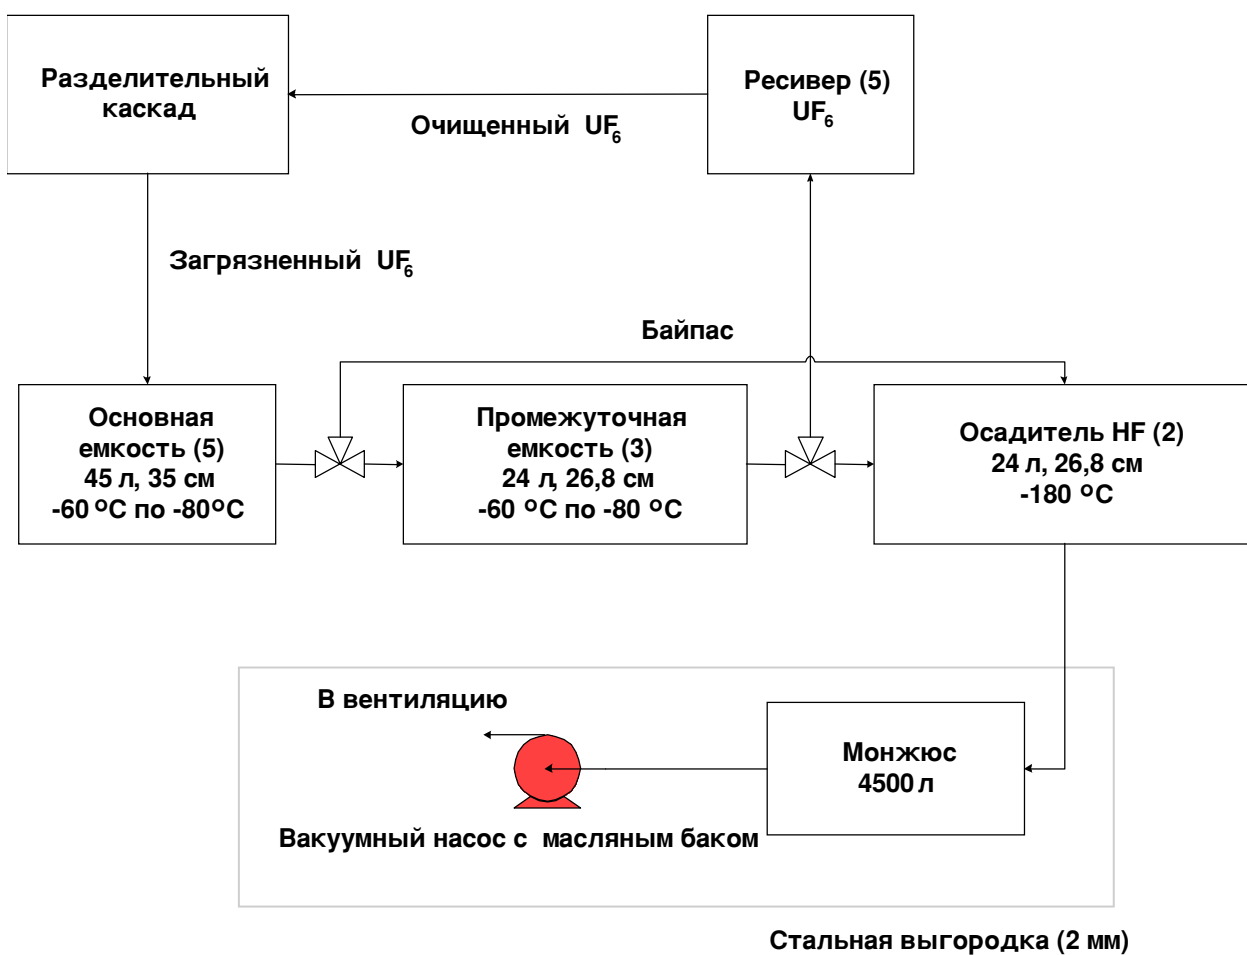 Разделительный
каскад
Ресивер (5)
UF6
Очищенный UF6
Загрязненный UF6
Байпас
Основная
емкость (5)
45 л, 35 см
-60 ºС по -80ºС
Промежуточная
емкость (3)
24 л, 26,8 см
-60 ºС по -80 ºС
Осадитель HF (2)
24 л, 26,8 см
-180 ºС
В вентиляцию
Монжюс
4500 л
Вакуумный насос с масляным баком
Стальная выгородка (2 мм)